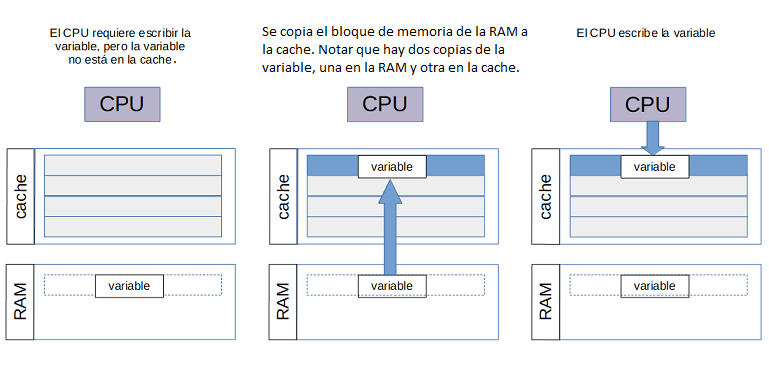 El CPU requiere escribir la
variable, pero la variable
no está en la cache.
CPU
cache
RAM
variable
Se copia el bloque de memoria de la RAM a
la cache. Notar que hay dos copias de la
variable, una en la RAM y otra en la cache.
CPU
cache
variable
RAM
variable
El CPU escribe la variable
CPU
cache
variable
RAM
variable